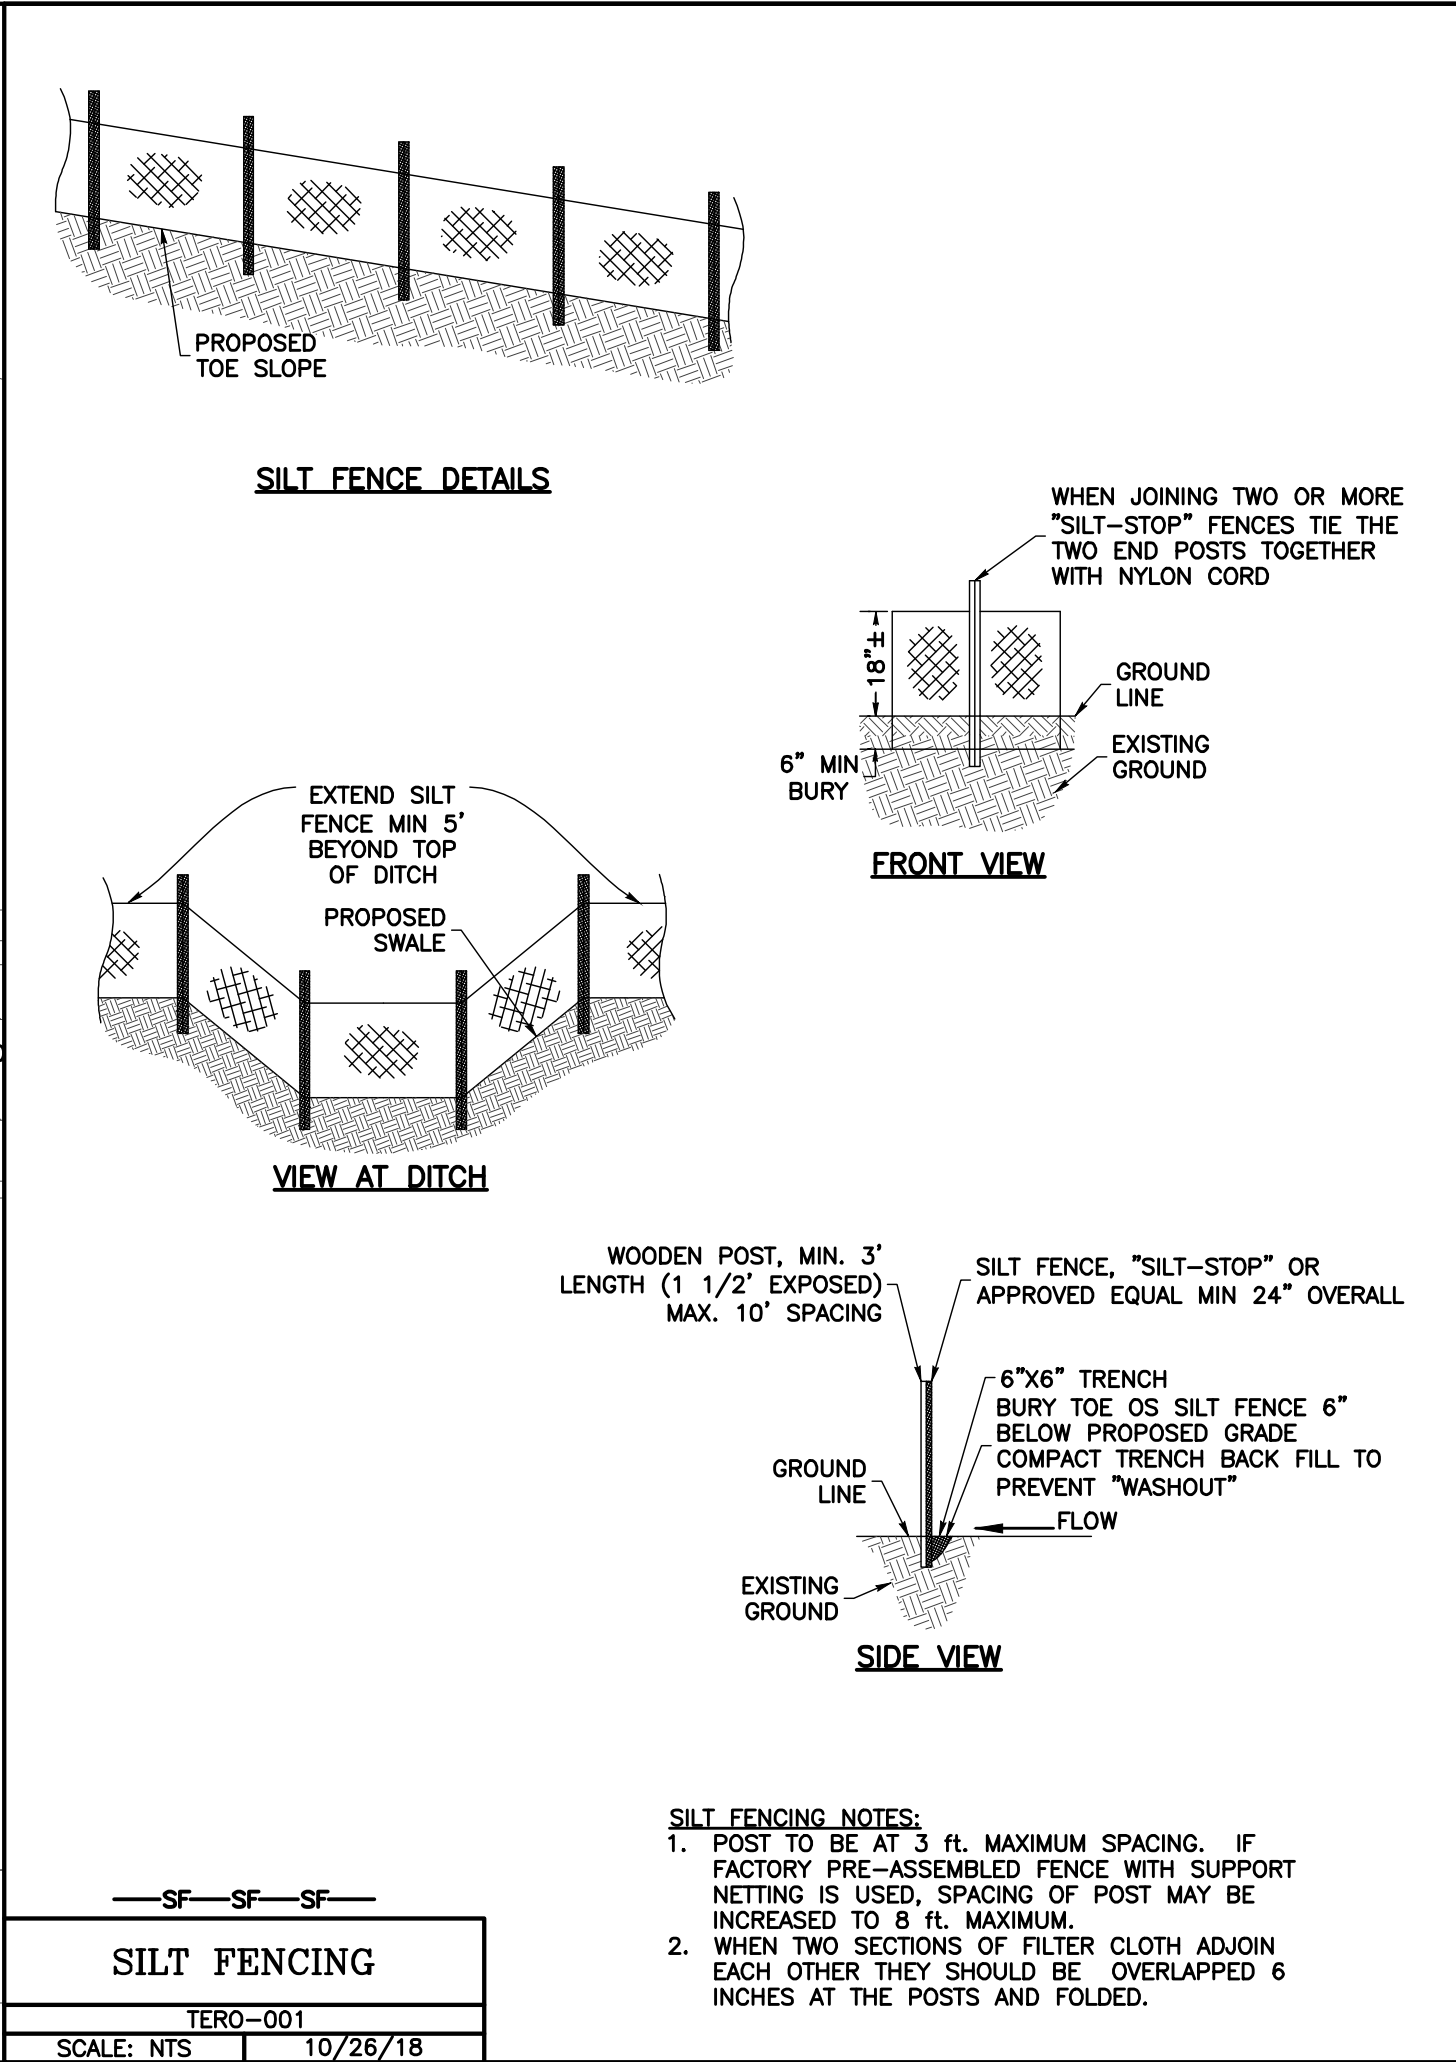 PROPOSED
TOE SLOPE
SILT FENCE DETAILS
WHEN JOINING TWO OR MORE
"SILT-STOP" FENCES TIE THE
TWO END POSTS TOGETHER
WITH NYLON CORD
18"±
GROUND
LINE
EXISTING
GROUND
6" MIN
BURY
FRONT VIEW
EXTEND SILT
FENCE MIN 5'
BEYOND TOP
OF DITCH
PROPOSED
SWALE
VIEW AT DITCH
WOODEN POST, MIN. 3'
LENGTH (1 1/2' EXPOSED)
MAX. 10' SPACING
SILT FENCE, "SILT-STOP" OR
APPROVED EQUAL MIN 24" OVERALL
6"X6" TRENCH
BURY TOE OS SILT FENCE 6"
BELOW PROPOSED GRADE
COMPACT TRENCH BACK FILL TO
PREVENT "WASHOUT"
GROUND
LINE
FLOW
EXISTING
GROUND
SIDE VIEW
SILT FENCING NOTES:
1. POST TO BE AT 3 ft. MAXIMUM SPACING. IF
FACTORY PRE-ASSEMBLED FENCE WITH SUPPORT
NETTING IS USED, SPACING OF POST MAY BE
INCREASED TO 8 ft. MAXIMUM.
2. WHEN TWO SECTIONS OF FILTER CLOTH ADJOIN
EACH OTHER THEY SHOULD BE OVERLAPPED 6
INCHES AT THE POSTS AND FOLDED.
SF SF SF
SILT FENCING
TERO-001
SCALE: NTS 10/26/18